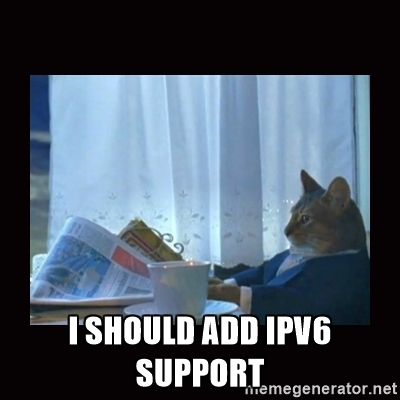 I SHOULD ADD IPV6
SUPPORT
memegenerator.net